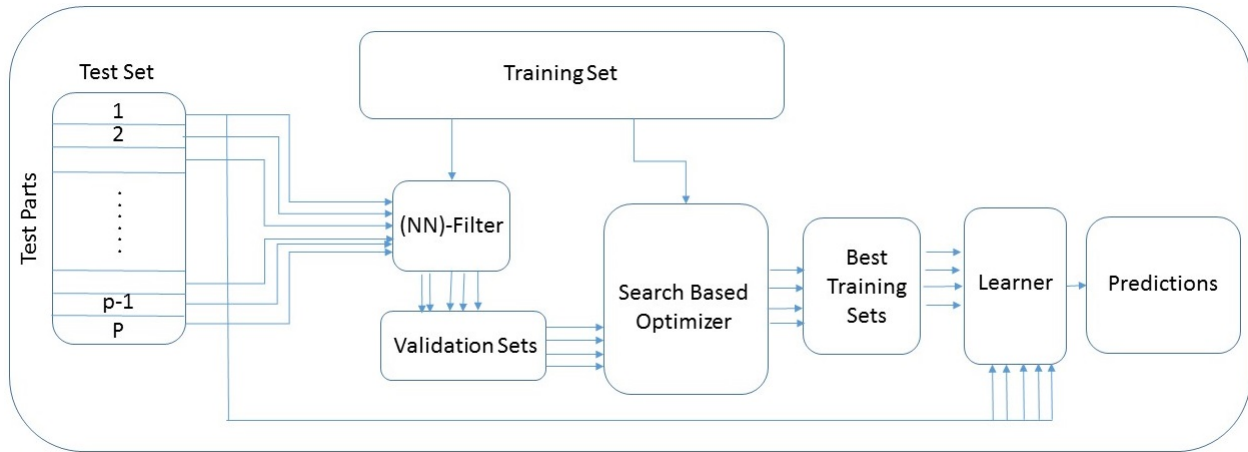 Training Set
Test Set
1
2
Test Parts
p-1
P
(NN)-Filter
Validation Sets
Search Based
Optimizer
Best
Training
Sets
Learner
Predictions